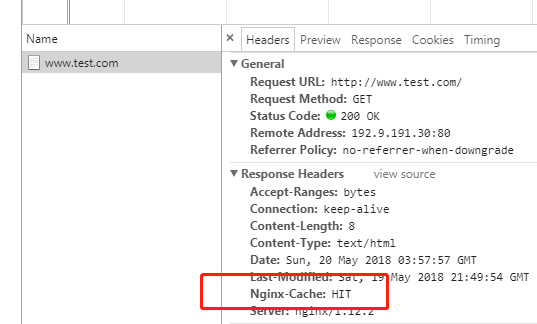 Name
www.test.com
× Headers Preview Response Cookies Timing
▼ General
Request URL: http://www.test.com/
Request Method: GET
Status Code: 200 OK
Remote Address: 192.9.191.30:80
Referrer Policy: no-referrer-when-downgrade
▼ Response Headers view source
Accept-Ranges: bytes
Connection: keep-alive
Content-Length: 8
Content-Type: text/html
Date: Sun, 20 May 2018 03:57:57 GMT
Last-Modified: Sat, 19 May 2018 21:49:54 GMT
Nginx-Cache: HIT
Server: nginx/1.12.2